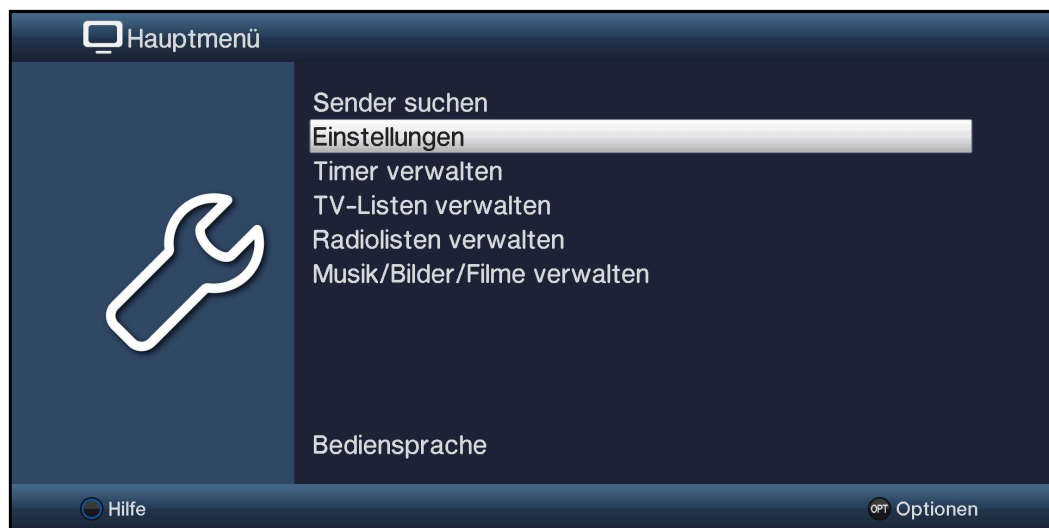 Hauptmenü
Sender suchen
Einstellungen
Timer verwalten
TV-Listen verwalten
Radiolisten verwalten
Musik/Bilder/Filme verwalten
Bediensprache
Hilfe
OPT Optionen